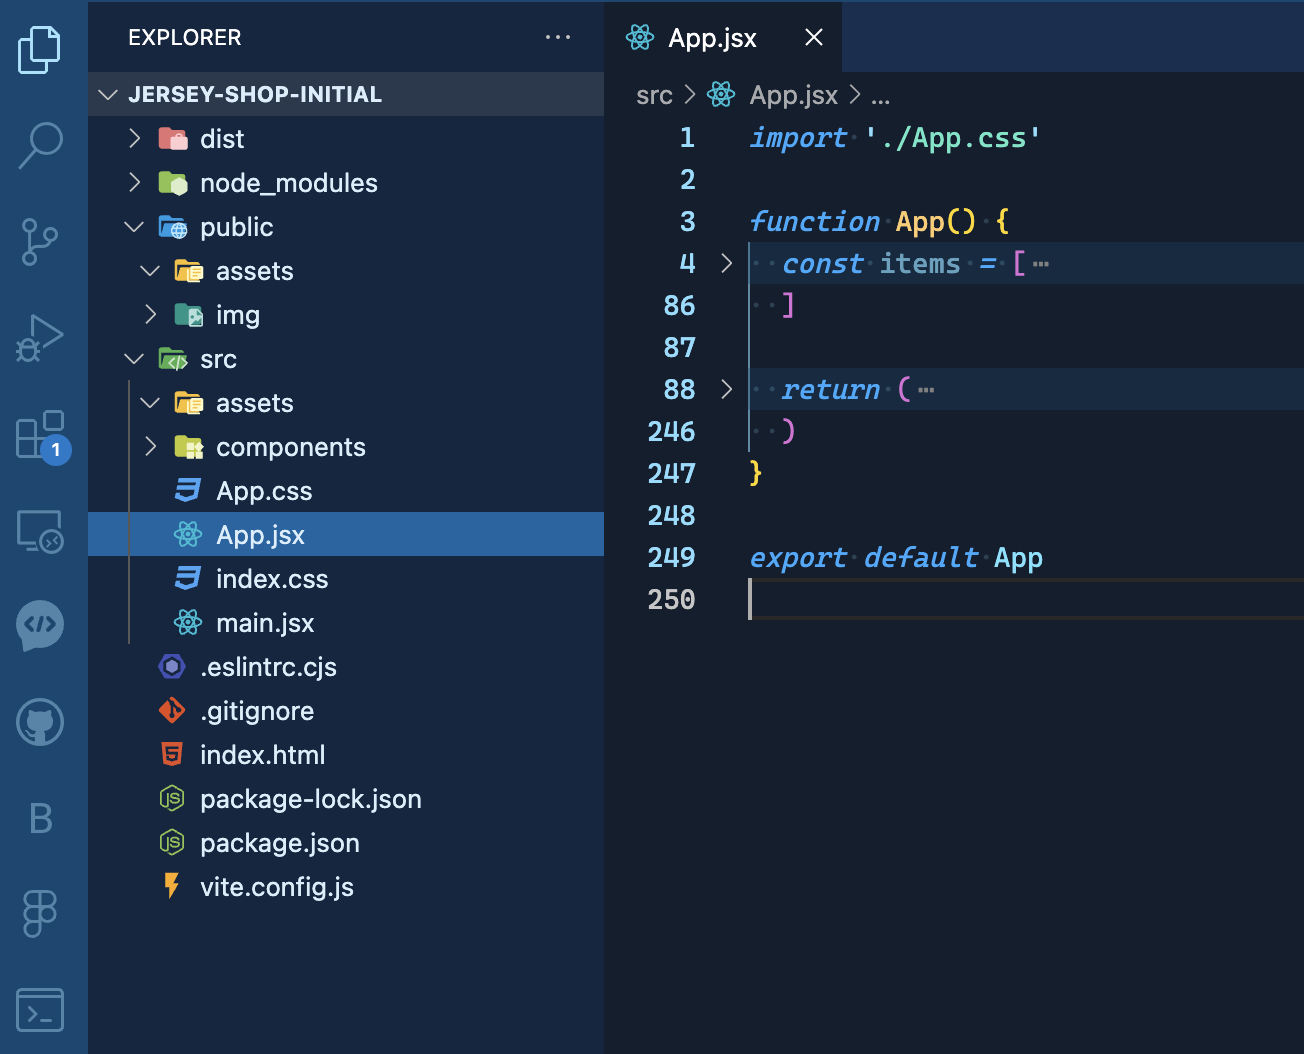 EXPLORER ...
JERSEY-SHOP-INITIAL
dist
node_modules
public
assets
img
src
assets
components
App.css
App.jsx
index.css
main.jsx
.eslintrc.cjs
.gitignore
index.html
package-lock.json
package.json
vite.config.js
1
B
App.jsx
src > App.jsx > ...
1 import './App.css'
2
3 function App() {
4 const items = [ ...
86 ]
87
88 return ( ...
246 )
247 }
248
249 export default App
250